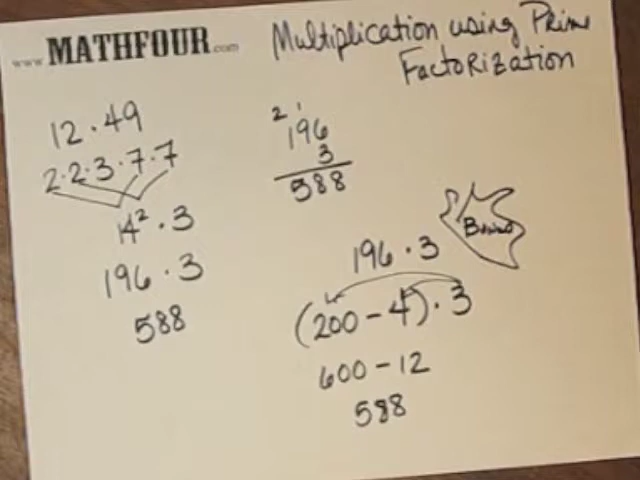 www.MATHFOUR.com
Multiplication using Prime
Factorization
12 · 49
2·2·3·7·7
14² · 3
196 · 3
588
2 1
196
3
588
196 · 3
(200 - 4) · 3
600 - 12
588